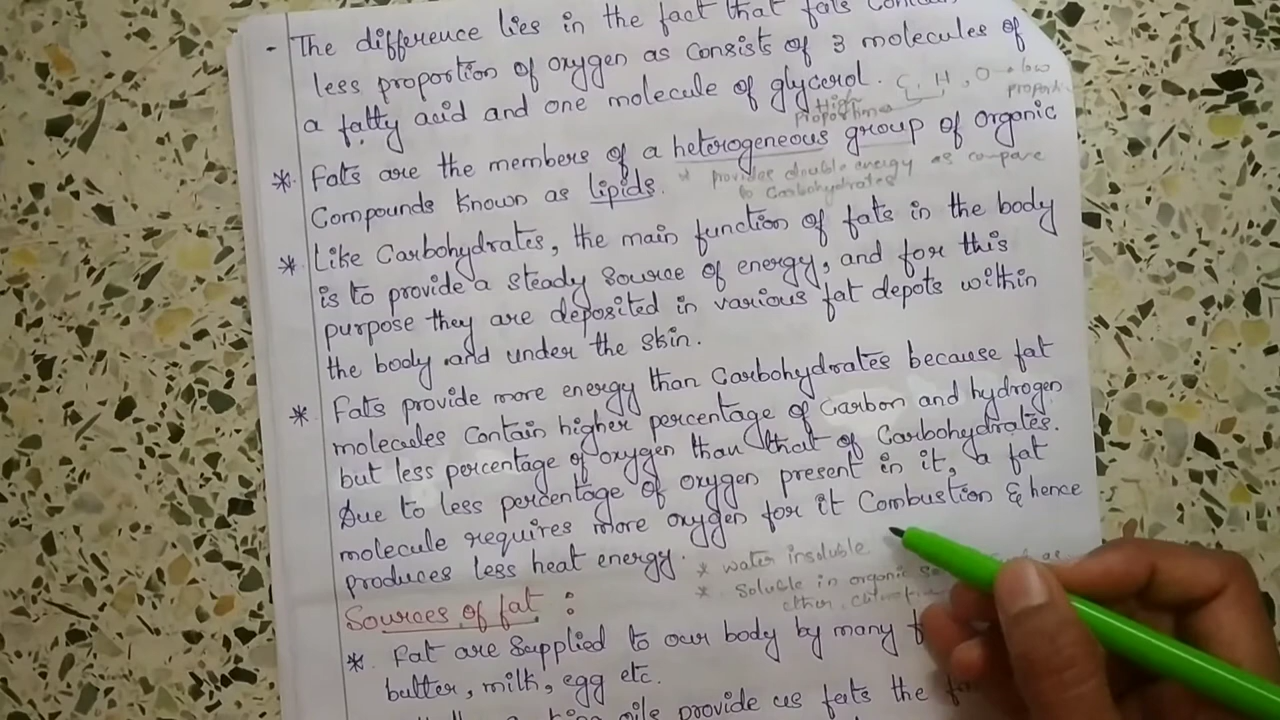 - The difference lies in the fact that fats
less proportion of oxygen as consists of 3 molecules of
a fatty acid and one molecule of glycerol. C, H, O → low
High proportion
proporti
* Fats are the members of a heterogeneous group of organic
Compounds known as lipids. * provides double energy as compare
to Carbohydrated
* Like Carbohydrates, the main function of fats in the body
is to provide a steady source of energy, and for this
purpose they are deposited in various fat depots within
the body and under the skin.
* Fats provide more energy than Carbohydrates because fat
molecules contain higher percentage of Carbon and hydrogen
but less percentage of oxygen than that of Carbohydrates.
Due to less percentage of oxygen present in it, a fat
molecule requires more oxygen for it Combustion & hence
produces less heat energy. * water insoluble
* soluble in organic as
ether,
Sources of fat :
* Fat are supplied to our body by many
butter, milk, egg etc.
provide us fats the